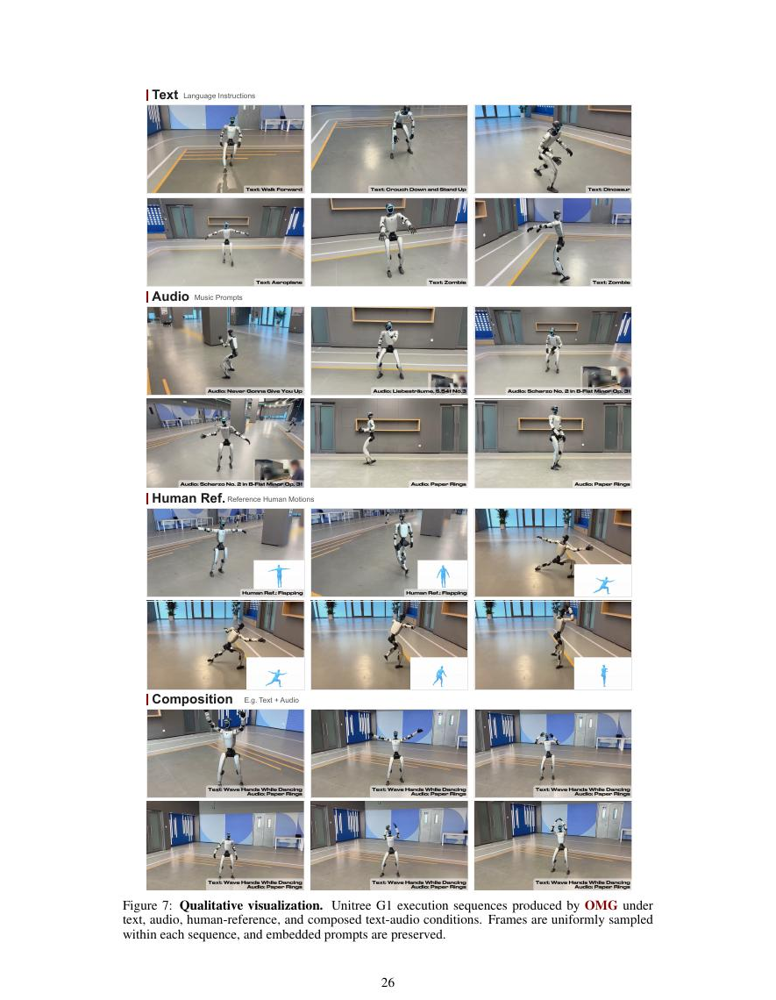 Text Language Instructions
Text: Walk Forward
Text: Crouch Down and Stand Up
Text: Dinosaur
Text: Aeroplane
Text: Zombie
Text: Zombie
Audio Music Prompts
Audio: Never Gonna Give You Up
Audio: Liebesträume, S.541 No.3
Audio: Scherzo No. 2 in B-Flat Minor Op. 31
Audio: Scherzo No. 2 in B-Flat Minor Op. 31
Audio: Paper Rings
Audio: Paper Rings
Human Ref. Reference Human Motions
Human Ref.: Flapping
Human Ref.: Flapping
Composition E.g. Text + Audio
Text: Wave Hands While Dancing
Audio: Paper Rings
Text: Wave Hands While Dancing
Audio: Paper Rings
Text: Wave Hands While Dancing
Audio: Paper Rings
Text: Wave Hands While Dancing
Audio: Paper Rings
Text: Wave Hands While Dancing
Audio: Paper Rings
Text: Wave Hands While Dancing
Audio: Paper Rings
Figure 7: Qualitative visualization. Unitree G1 execution sequences produced by OMG under
text, audio, human-reference, and composed text-audio conditions. Frames are uniformly sampled
within each sequence, and embedded prompts are preserved.
26